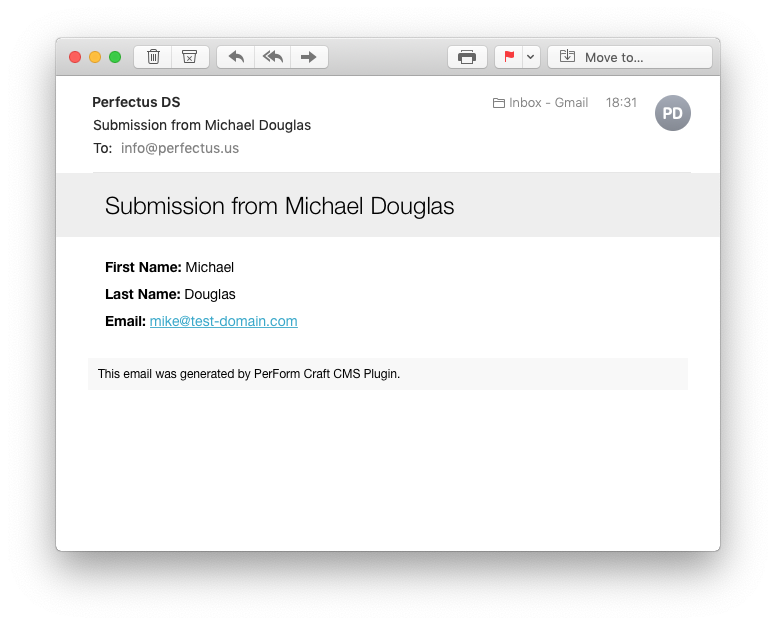 Move to...
Perfectus DS
Inbox - Gmail
18:31
PD
Submission from Michael Douglas
To: info@perfectus.us
Submission from Michael Douglas
First Name: Michael
Last Name: Douglas
Email: mike@test-domain.com
This email was generated by PerForm Craft CMS Plugin.